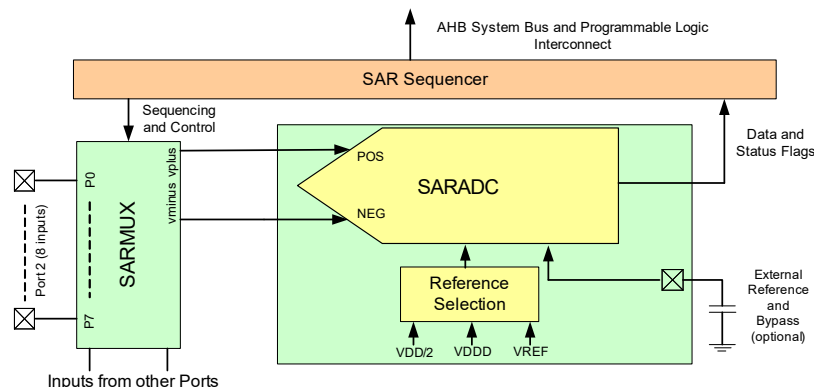 AHB System Bus and Programmable Logic
Interconnect
SAR Sequencer
Sequencing
and Control
Data and
Status Flags
vminus vplus
POS
NEG
SARADC
P0
Port 2 (8 inputs)
SARMUX
P7
Reference
Selection
External
Reference
and
Bypass
(optional)
VDD/2
VDDD
VREF
Inputs from other Ports